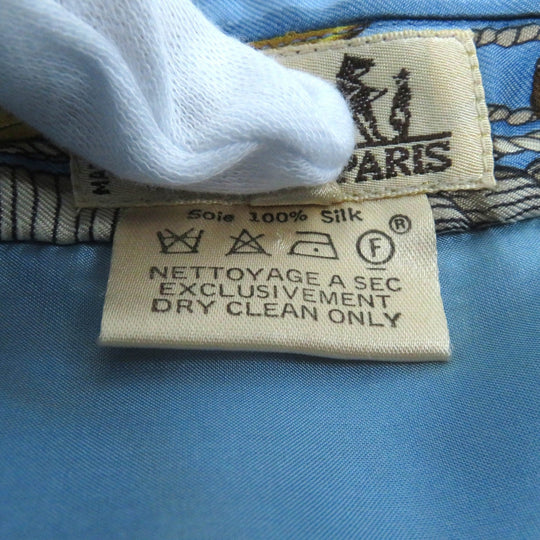 PARIS
Soie 100% Silk
F ®
NETTOYAGE A SEC
EXCLUSIVEMENT
DRY CLEAN ONLY